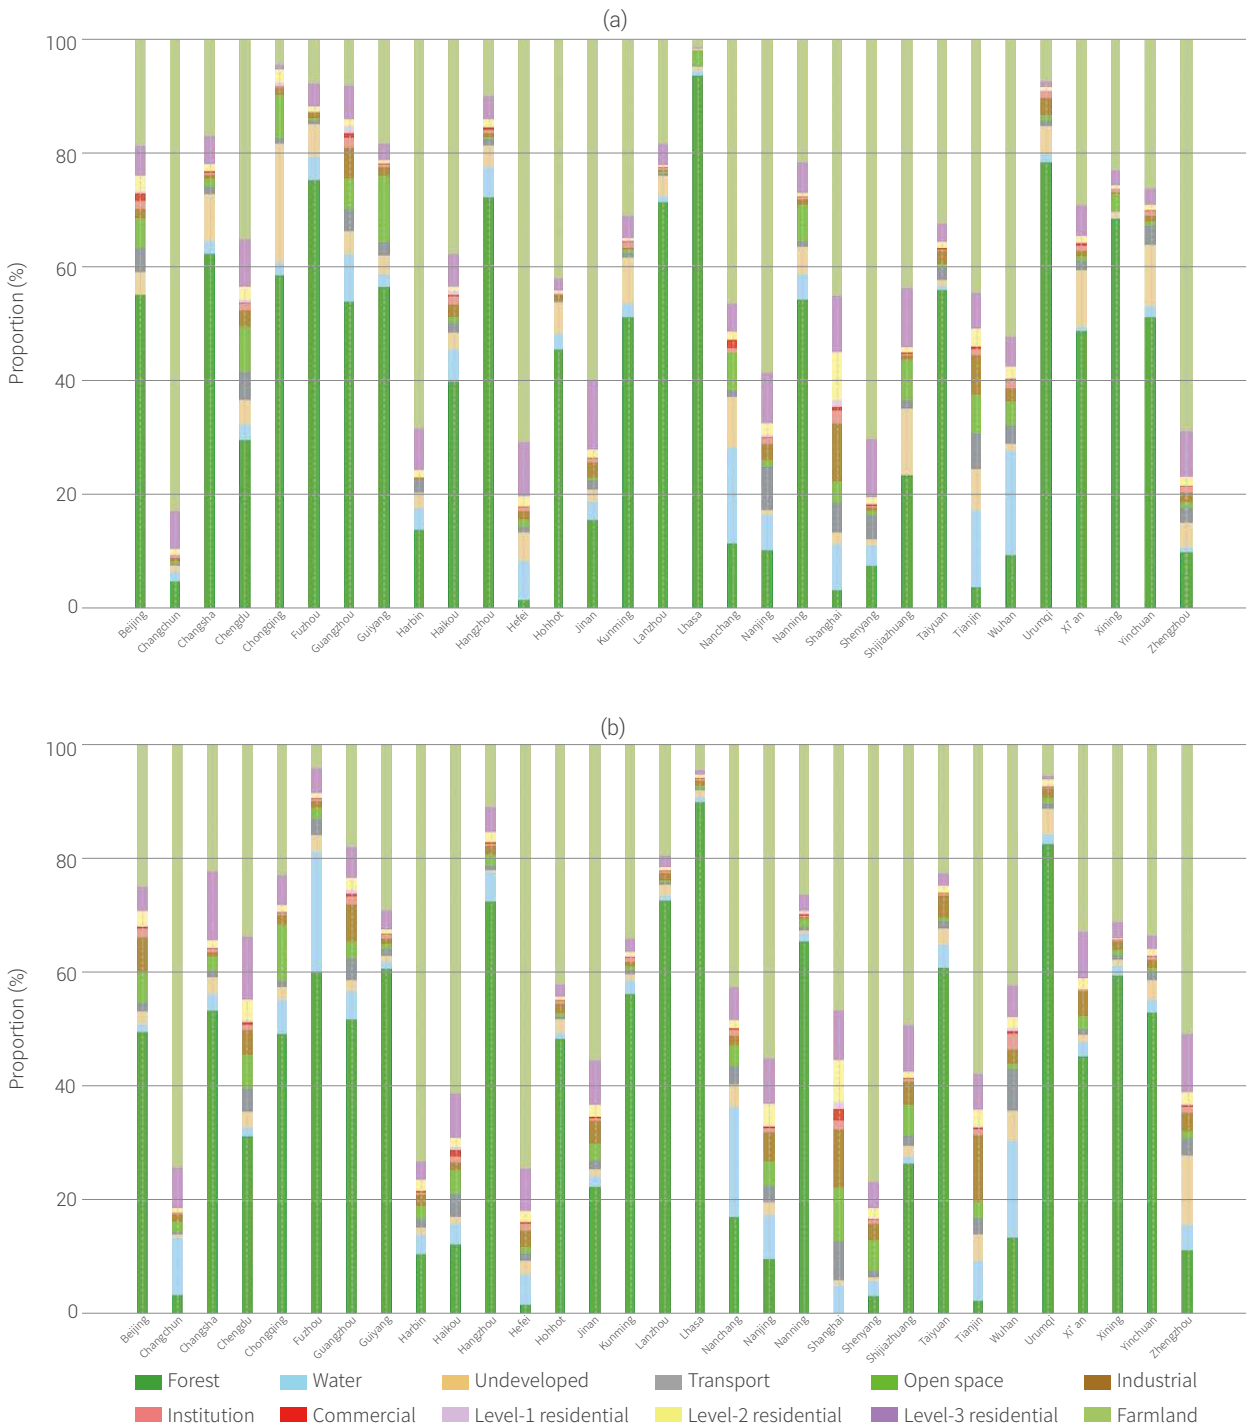 (a)
100
80
60
40
20
0
Proportion (%)
Beijing
Changchun
Changsha
Chengdu
Chongqing
Fuzhou
Guangzhou
Guiyang
Harbin
Haikou
Hangzhou
Hefei
Hohhot
Jinan
Kunming
Lanzhou
Lhasa
Nanchang
Nanjing
Nanning
Shanghai
Shenyang
Shijiazhuang
Taiyuan
Tianjin
Wuhan
Urumqi
Xi' an
Xining
Yinchuan
Zhengzhou
(b)
100
80
60
40
20
0
Proportion (%)
Beijing
Changchun
Changsha
Chengdu
Chongqing
Fuzhou
Guangzhou
Guiyang
Harbin
Haikou
Hangzhou
Hefei
Hohhot
Jinan
Kunming
Lanzhou
Lhasa
Nanchang
Nanjing
Nanning
Shanghai
Shenyang
Shijiazhuang
Taiyuan
Tianjin
Wuhan
Urumqi
Xi' an
Xining
Yinchuan
Zhengzhou
Forest Water Undeveloped Transport Open space Industrial
Institution Commercial Level-1 residential Level-2 residential Level-3 residential Farmland